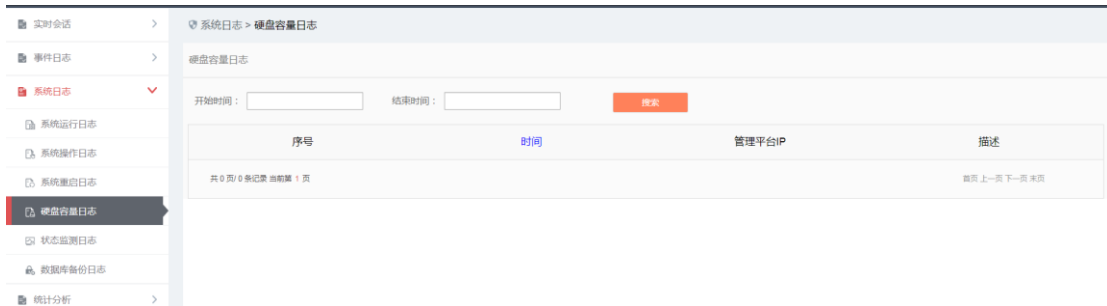 实时会话
事件日志
系统日志
系统运行日志
系统操作日志
系统重启日志
硬盘容量日志
状态监测日志
数据库备份日志
统计分析
系统日志 > 硬盘容量日志
硬盘容量日志
开始时间： 结束时间： 搜索
序号 时间 管理平台IP 描述
共 0 页/ 0 条记录 当前第 1 页 首页 上一页 下一页 末页